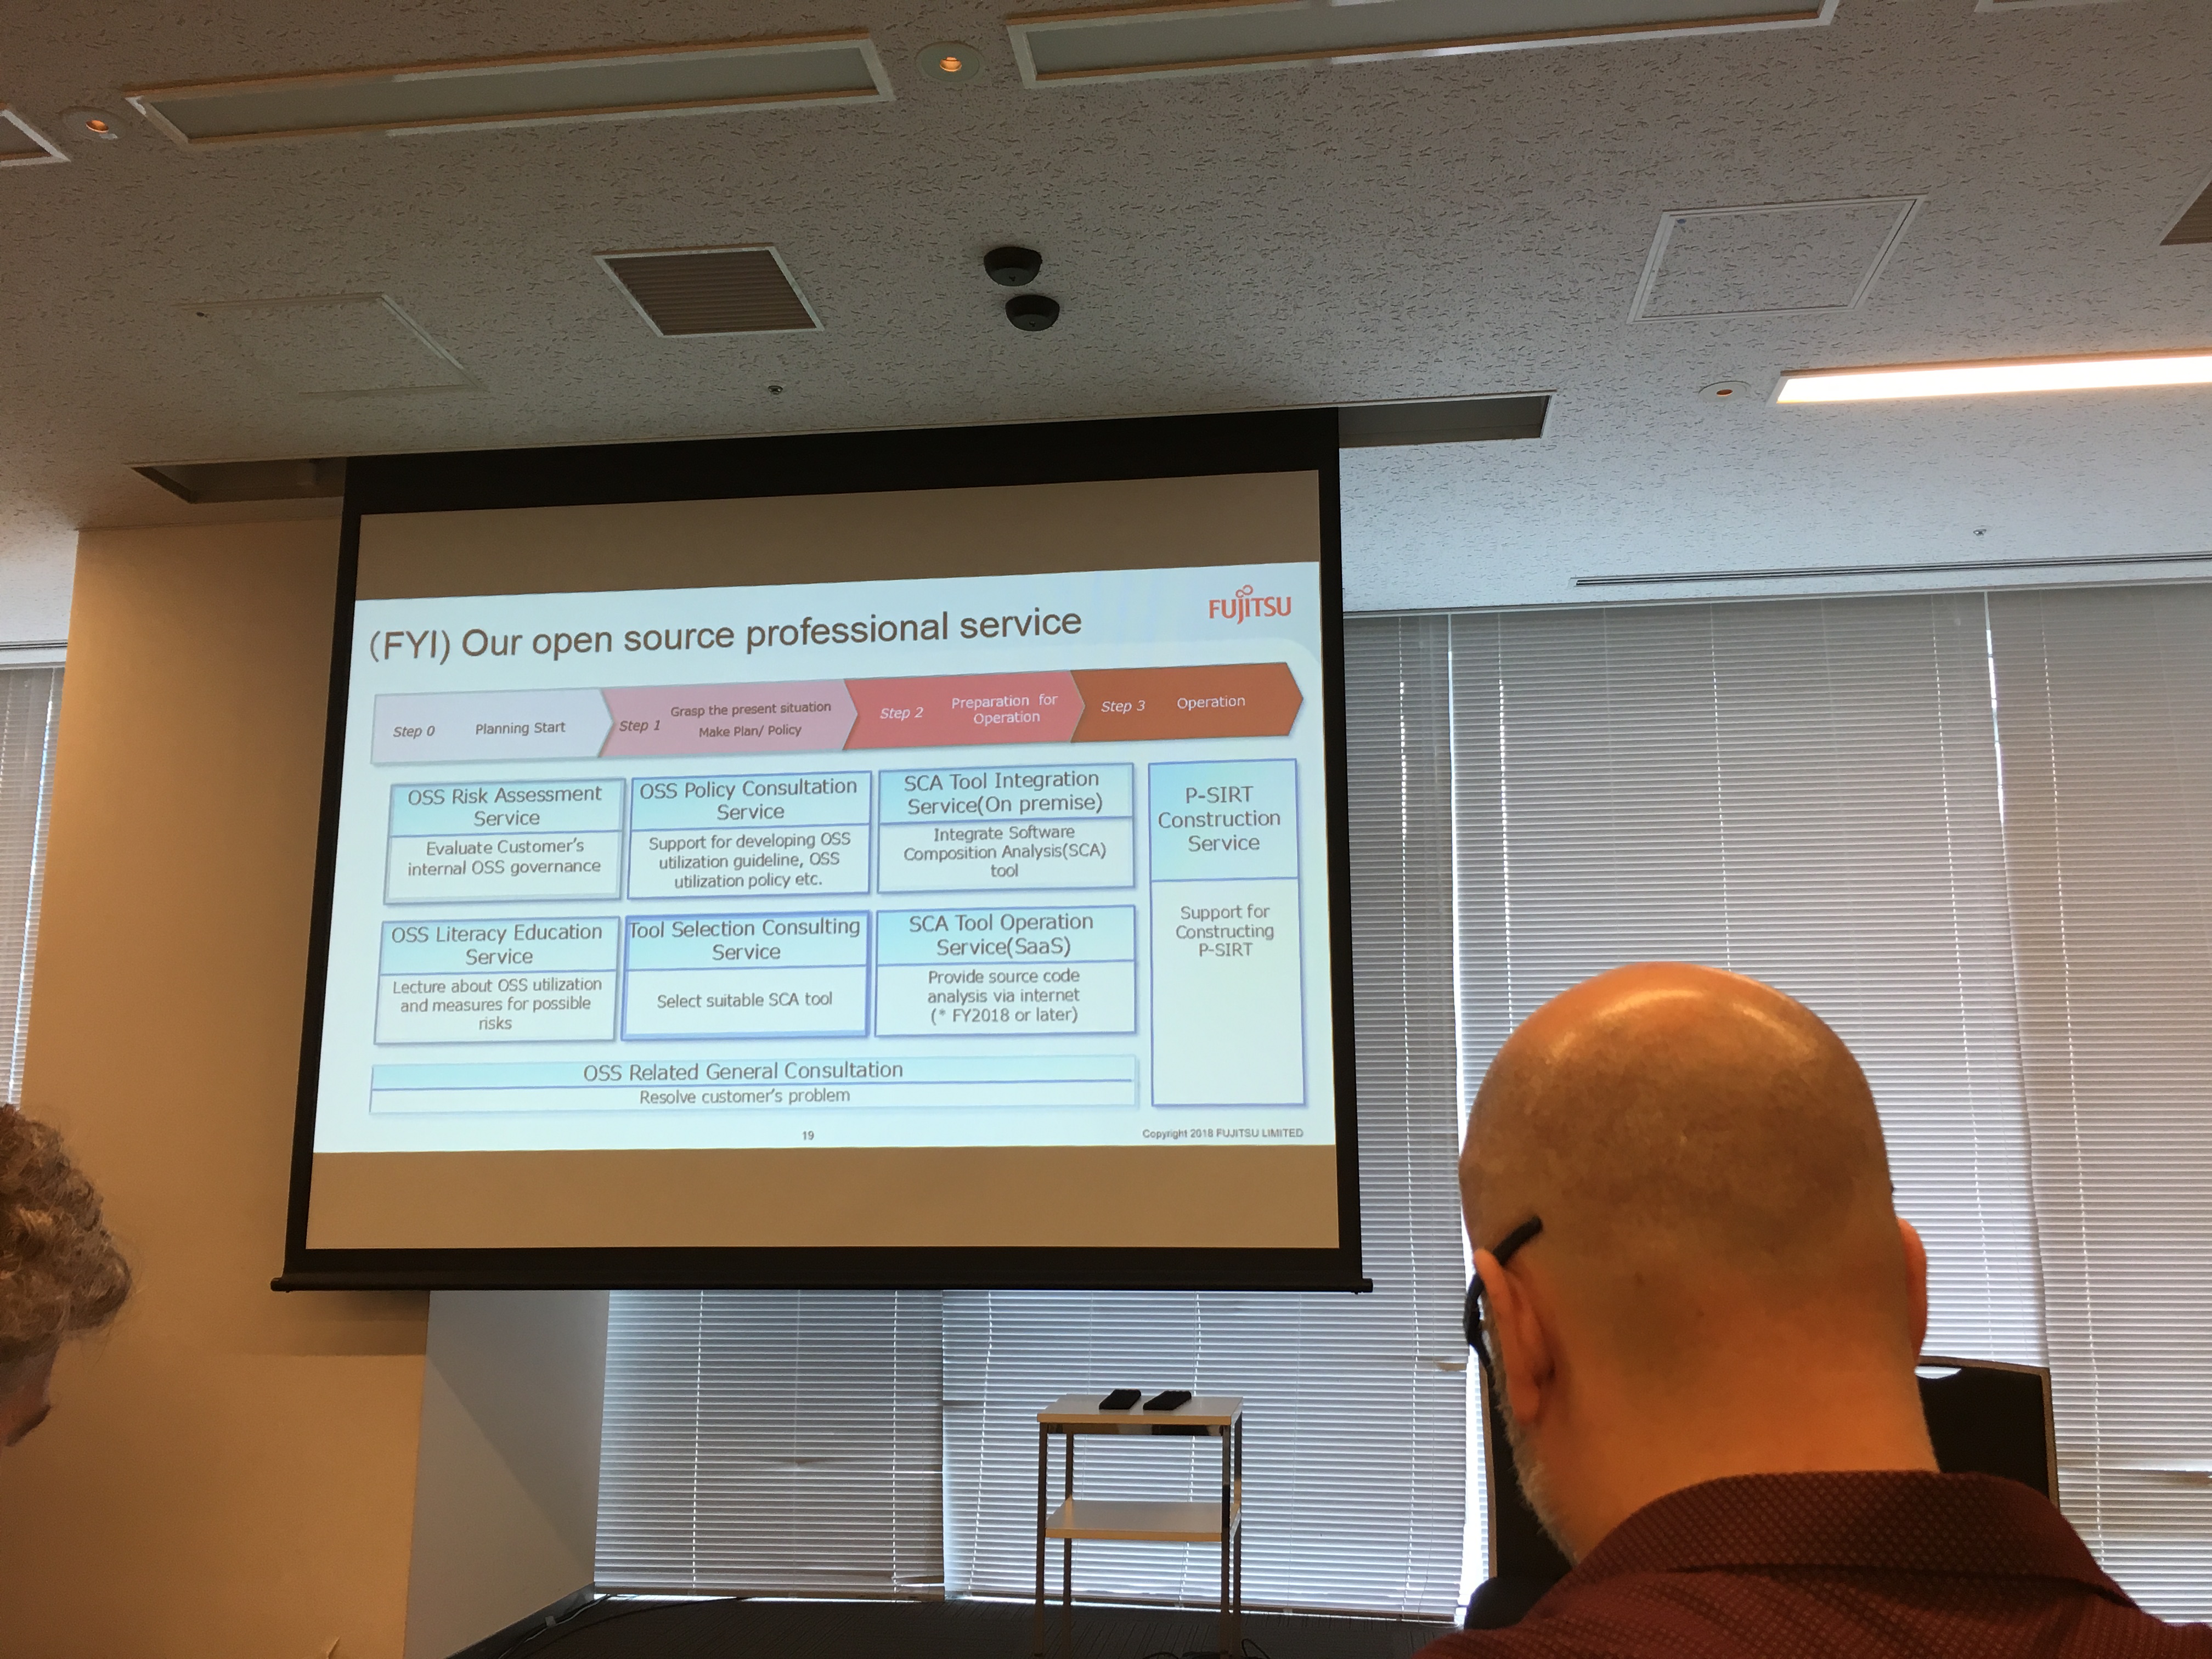 FUJITSU
(FYI) Our open source professional service
Step 0 Planning Start
Step 1 Grasp the present situation
Make Plan/ Policy
Step 2 Preparation for
Operation
Step 3 Operation
OSS Risk Assessment
Service
Evaluate Customer's
internal OSS governance
OSS Policy Consultation
Service
Support for developing OSS
utilization guideline, OSS
utilization policy etc.
SCA Tool Integration
Service(On premise)
Integrate Software
Composition Analysis(SCA)
tool
P-SIRT
Construction
Service
Support for
Constructing
P-SIRT
OSS Literacy Education
Service
Lecture about OSS utilization
and measures for possible
risks
Tool Selection Consulting
Service
Select suitable SCA tool
SCA Tool Operation
Service(SaaS)
Provide source code
analysis via internet
(* FY2018 or later)
OSS Related General Consultation
Resolve customer's problem
19
Copyright 2018 FUJITSU LIMITED